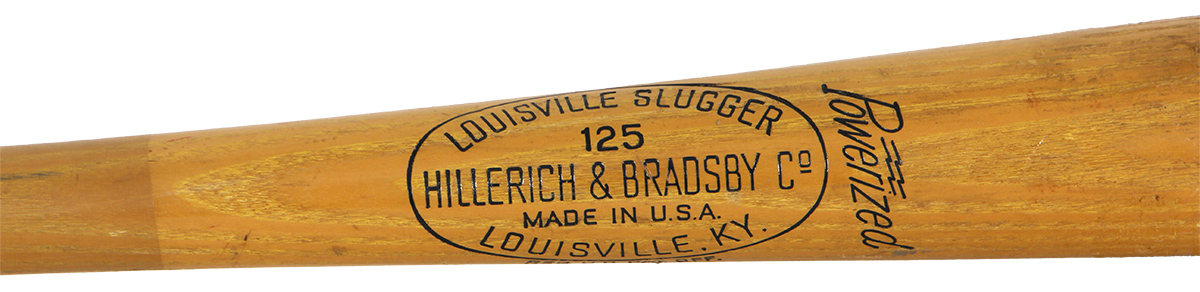 LOUISVILLE SLUGGER
125
HILLERICH & BRADSBY Cº
MADE IN U.S.A.
LOUISVILLE, KY.
Powerized